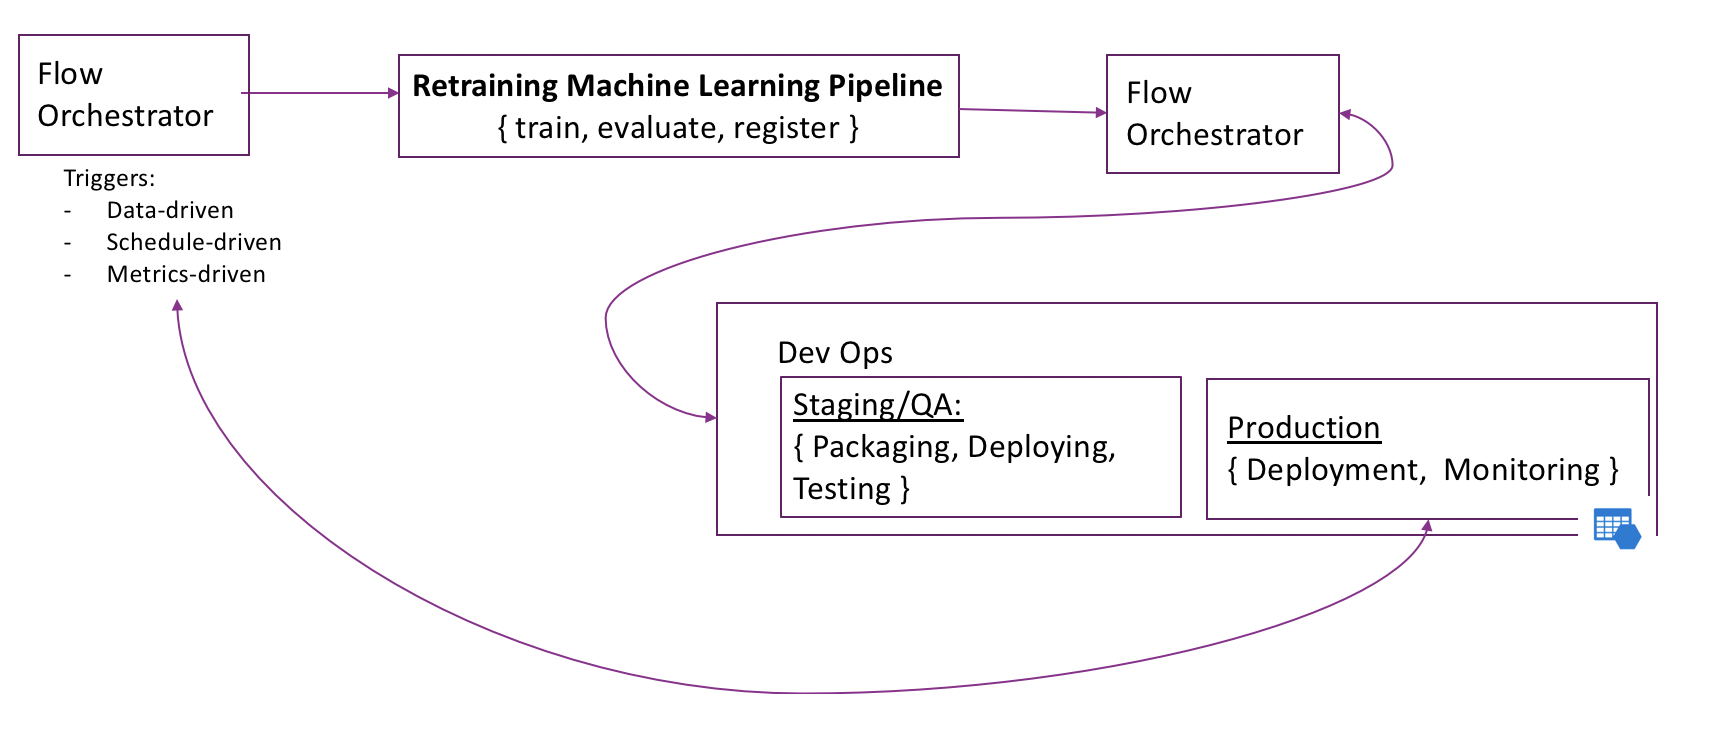 Flow
Orchestrator
Triggers:
- Data-driven
- Schedule-driven
- Metrics-driven
Retraining Machine Learning Pipeline
{ train, evaluate, register }
Flow
Orchestrator
Dev Ops
Staging/QA:
{ Packaging, Deploying,
Testing }
Production
{ Deployment, Monitoring }